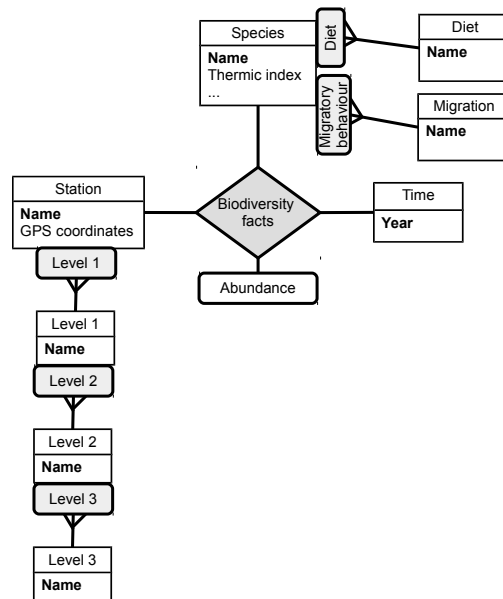 Species
Name
Thermic index
...
Diet
Diet
Name
Migratory
behaviour
Migration
Name
Station
Name
GPS coordinates
Biodiversity
facts
Time
Year
Abundance
Level 1
Level 1
Name
Level 2
Level 2
Name
Level 3
Level 3
Name